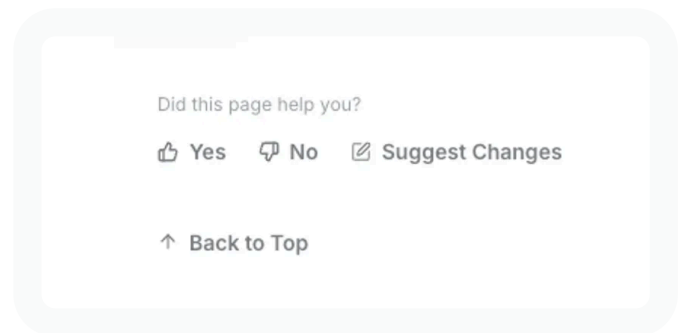 Did this page help you?
Yes No Suggest Changes
Back to Top